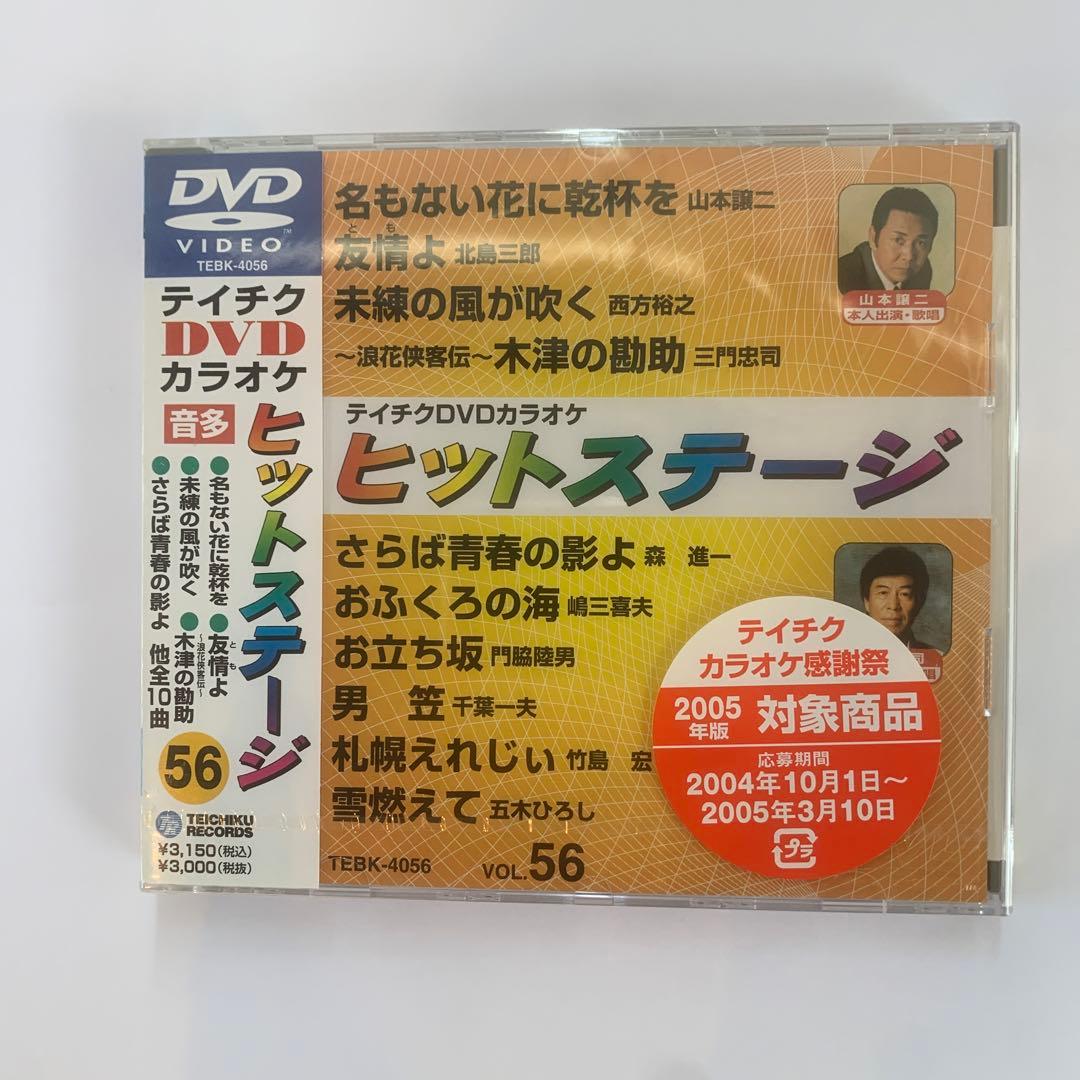 DVD
VIDEO
TEBK-4056
テイチク
DVD
カラオケ
音多
ヒットステージ
●名もない花に乾杯を ●友情よ
とも
●未練の風が吹く ●木津の勘助
～浪花侠客伝～
●さらば青春の影よ 他全10曲
56
TEICHIKU
RECORDS
¥3,150(税込)
¥3,000(税抜)
名もない花に乾杯を 山本譲二
とも
友情よ 北島三郎
未練の風が吹く 西方裕之
～浪花侠客伝～木津の勘助 三門忠司
山本譲二
本人出演・歌唱
テイチクDVDカラオケ
ヒットステージ
さらば青春の影よ 森 進一
おふくろの海 嶋三喜夫
お立ち坂 門脇陸男
男 笠 千葉一夫
札幌えれじぃ 竹島 宏
雪燃えて 五木ひろし
TEBK-4056 VOL.56
テイチク
カラオケ感謝祭
2005年版 対象商品
応募期間
2004年10月1日～
2005年3月10日
プラ